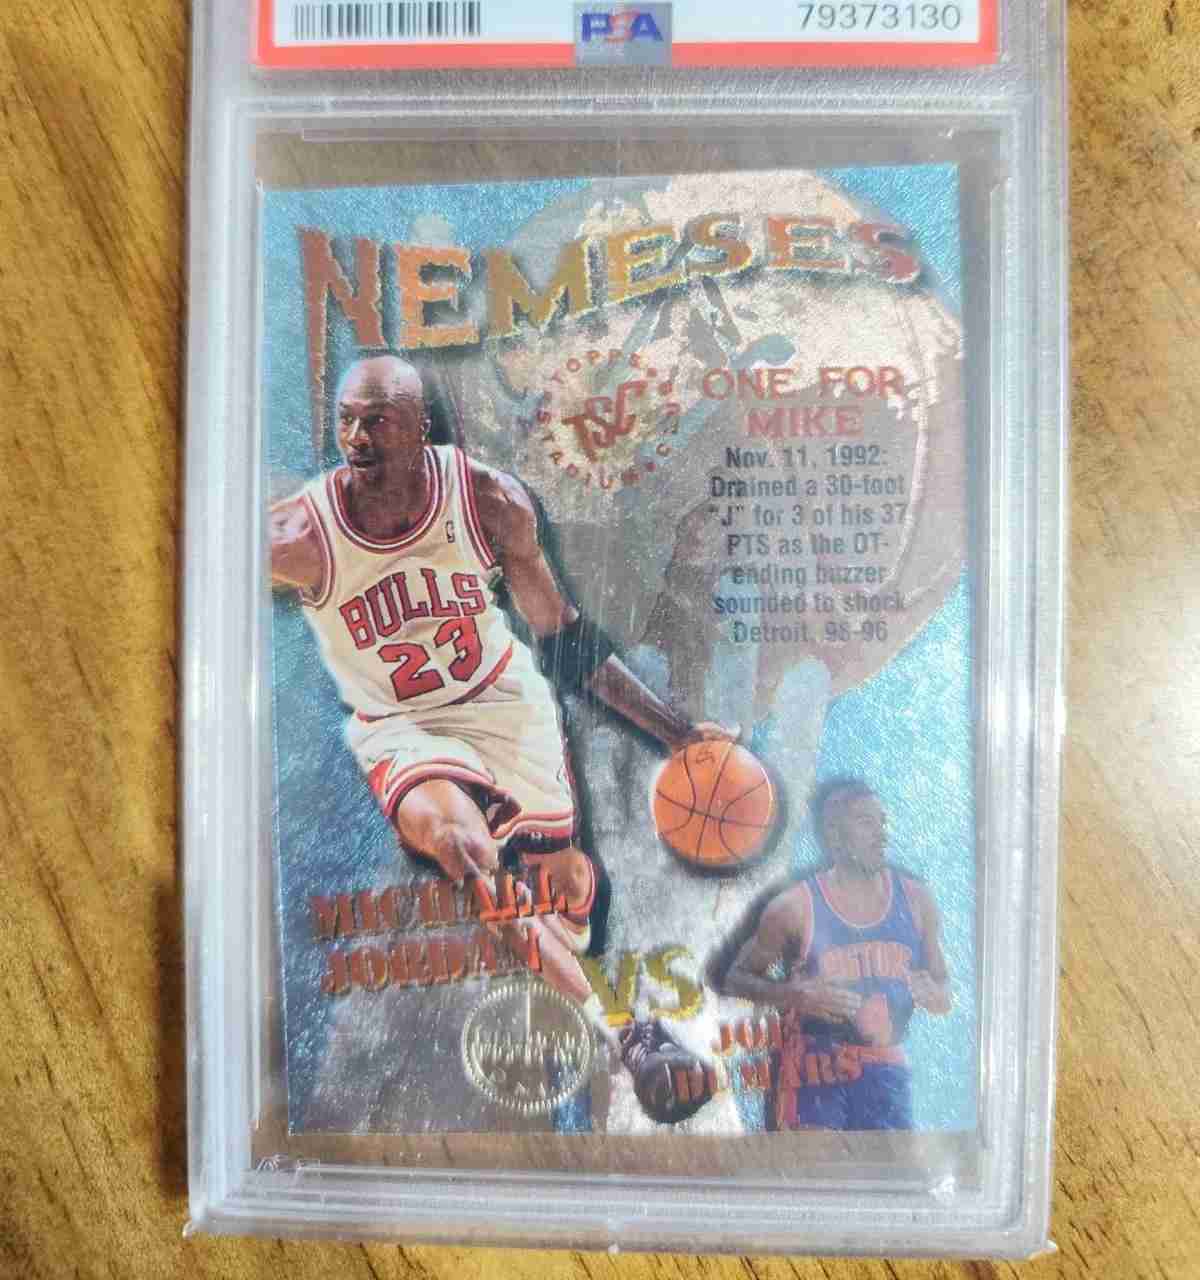 PSA
79373130
NEMESES
TOPPS
STADIUM CLUB
TSC
ONE FOR
MIKE
Nov. 11, 1992:
Drained a 30-foot
"J" for 3 of his 37
PTS as the OT-
ending buzzer
sounded to shock
Detroit, 98-96
BULLS
23
MICHAEL
JORDAN
VS
JOE
DUMARS